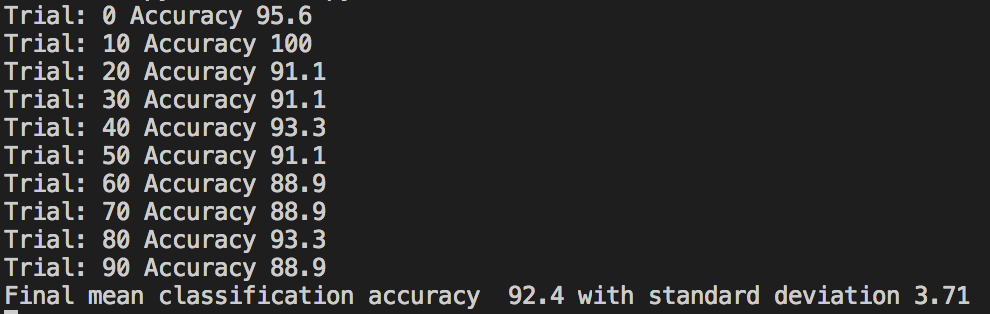 Trial: 0 Accuracy 95.6
Trial: 10 Accuracy 100
Trial: 20 Accuracy 91.1
Trial: 30 Accuracy 91.1
Trial: 40 Accuracy 93.3
Trial: 50 Accuracy 91.1
Trial: 60 Accuracy 88.9
Trial: 70 Accuracy 88.9
Trial: 80 Accuracy 93.3
Trial: 90 Accuracy 88.9
Final mean classification accuracy  92.4 with standard deviation 3.71